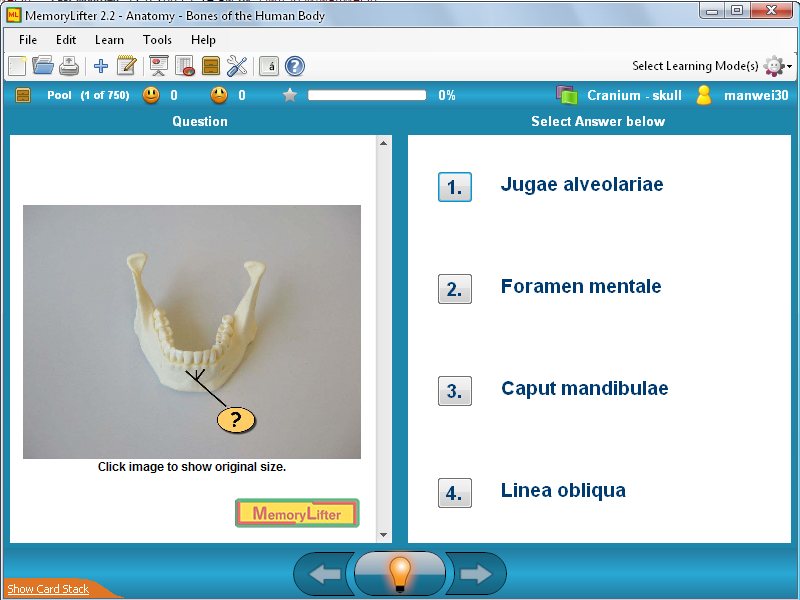 MemoryLifter 2.2 - Anatomy - Bones of the Human Body
File Edit Learn Tools Help
á ? Select Learning Mode(s)
Pool (1 of 750) 0 0 0% Cranium - skull manwei30
Question
Select Answer below
?
Click image to show original size.
MemoryLifter
1. Jugae alveolariae
2. Foramen mentale
3. Caput mandibulae
4. Linea obliqua
Show Card Stack